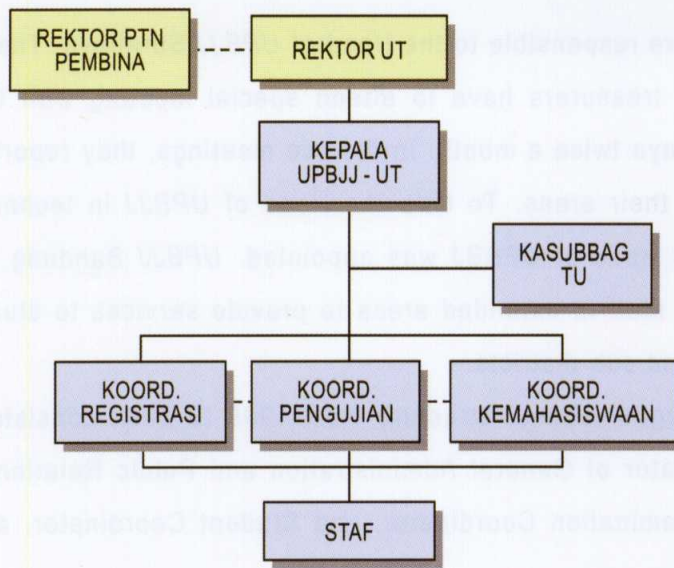 REKTOR PTN
PEMBINA
REKTOR UT
KEPALA
UPBJJ - UT
KASUBBAG
TU
KOORD.
REGISTRASI
KOORD.
PENGUJIAN
KOORD.
KEMAHASISWAAN
STAF